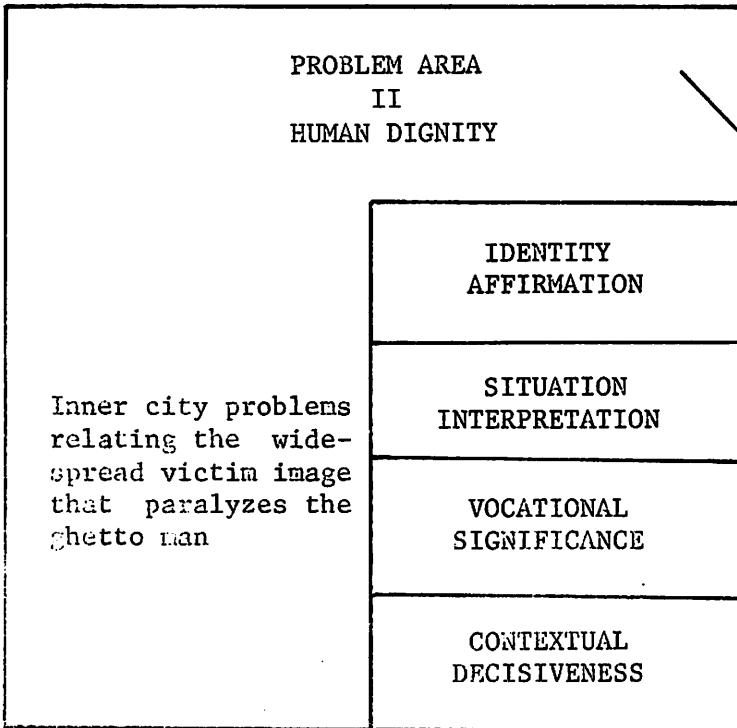 PROBLEM AREA
II
HUMAN DIGNITY
IDENTITY
AFFIRMATION
SITUATION
INTERPRETATION
Inner city problems
relating the wide-
spread victim image
that paralyzes the
ghetto man
VOCATIONAL
SIGNIFICANCE
CONTEXTUAL
DECISIVENESS